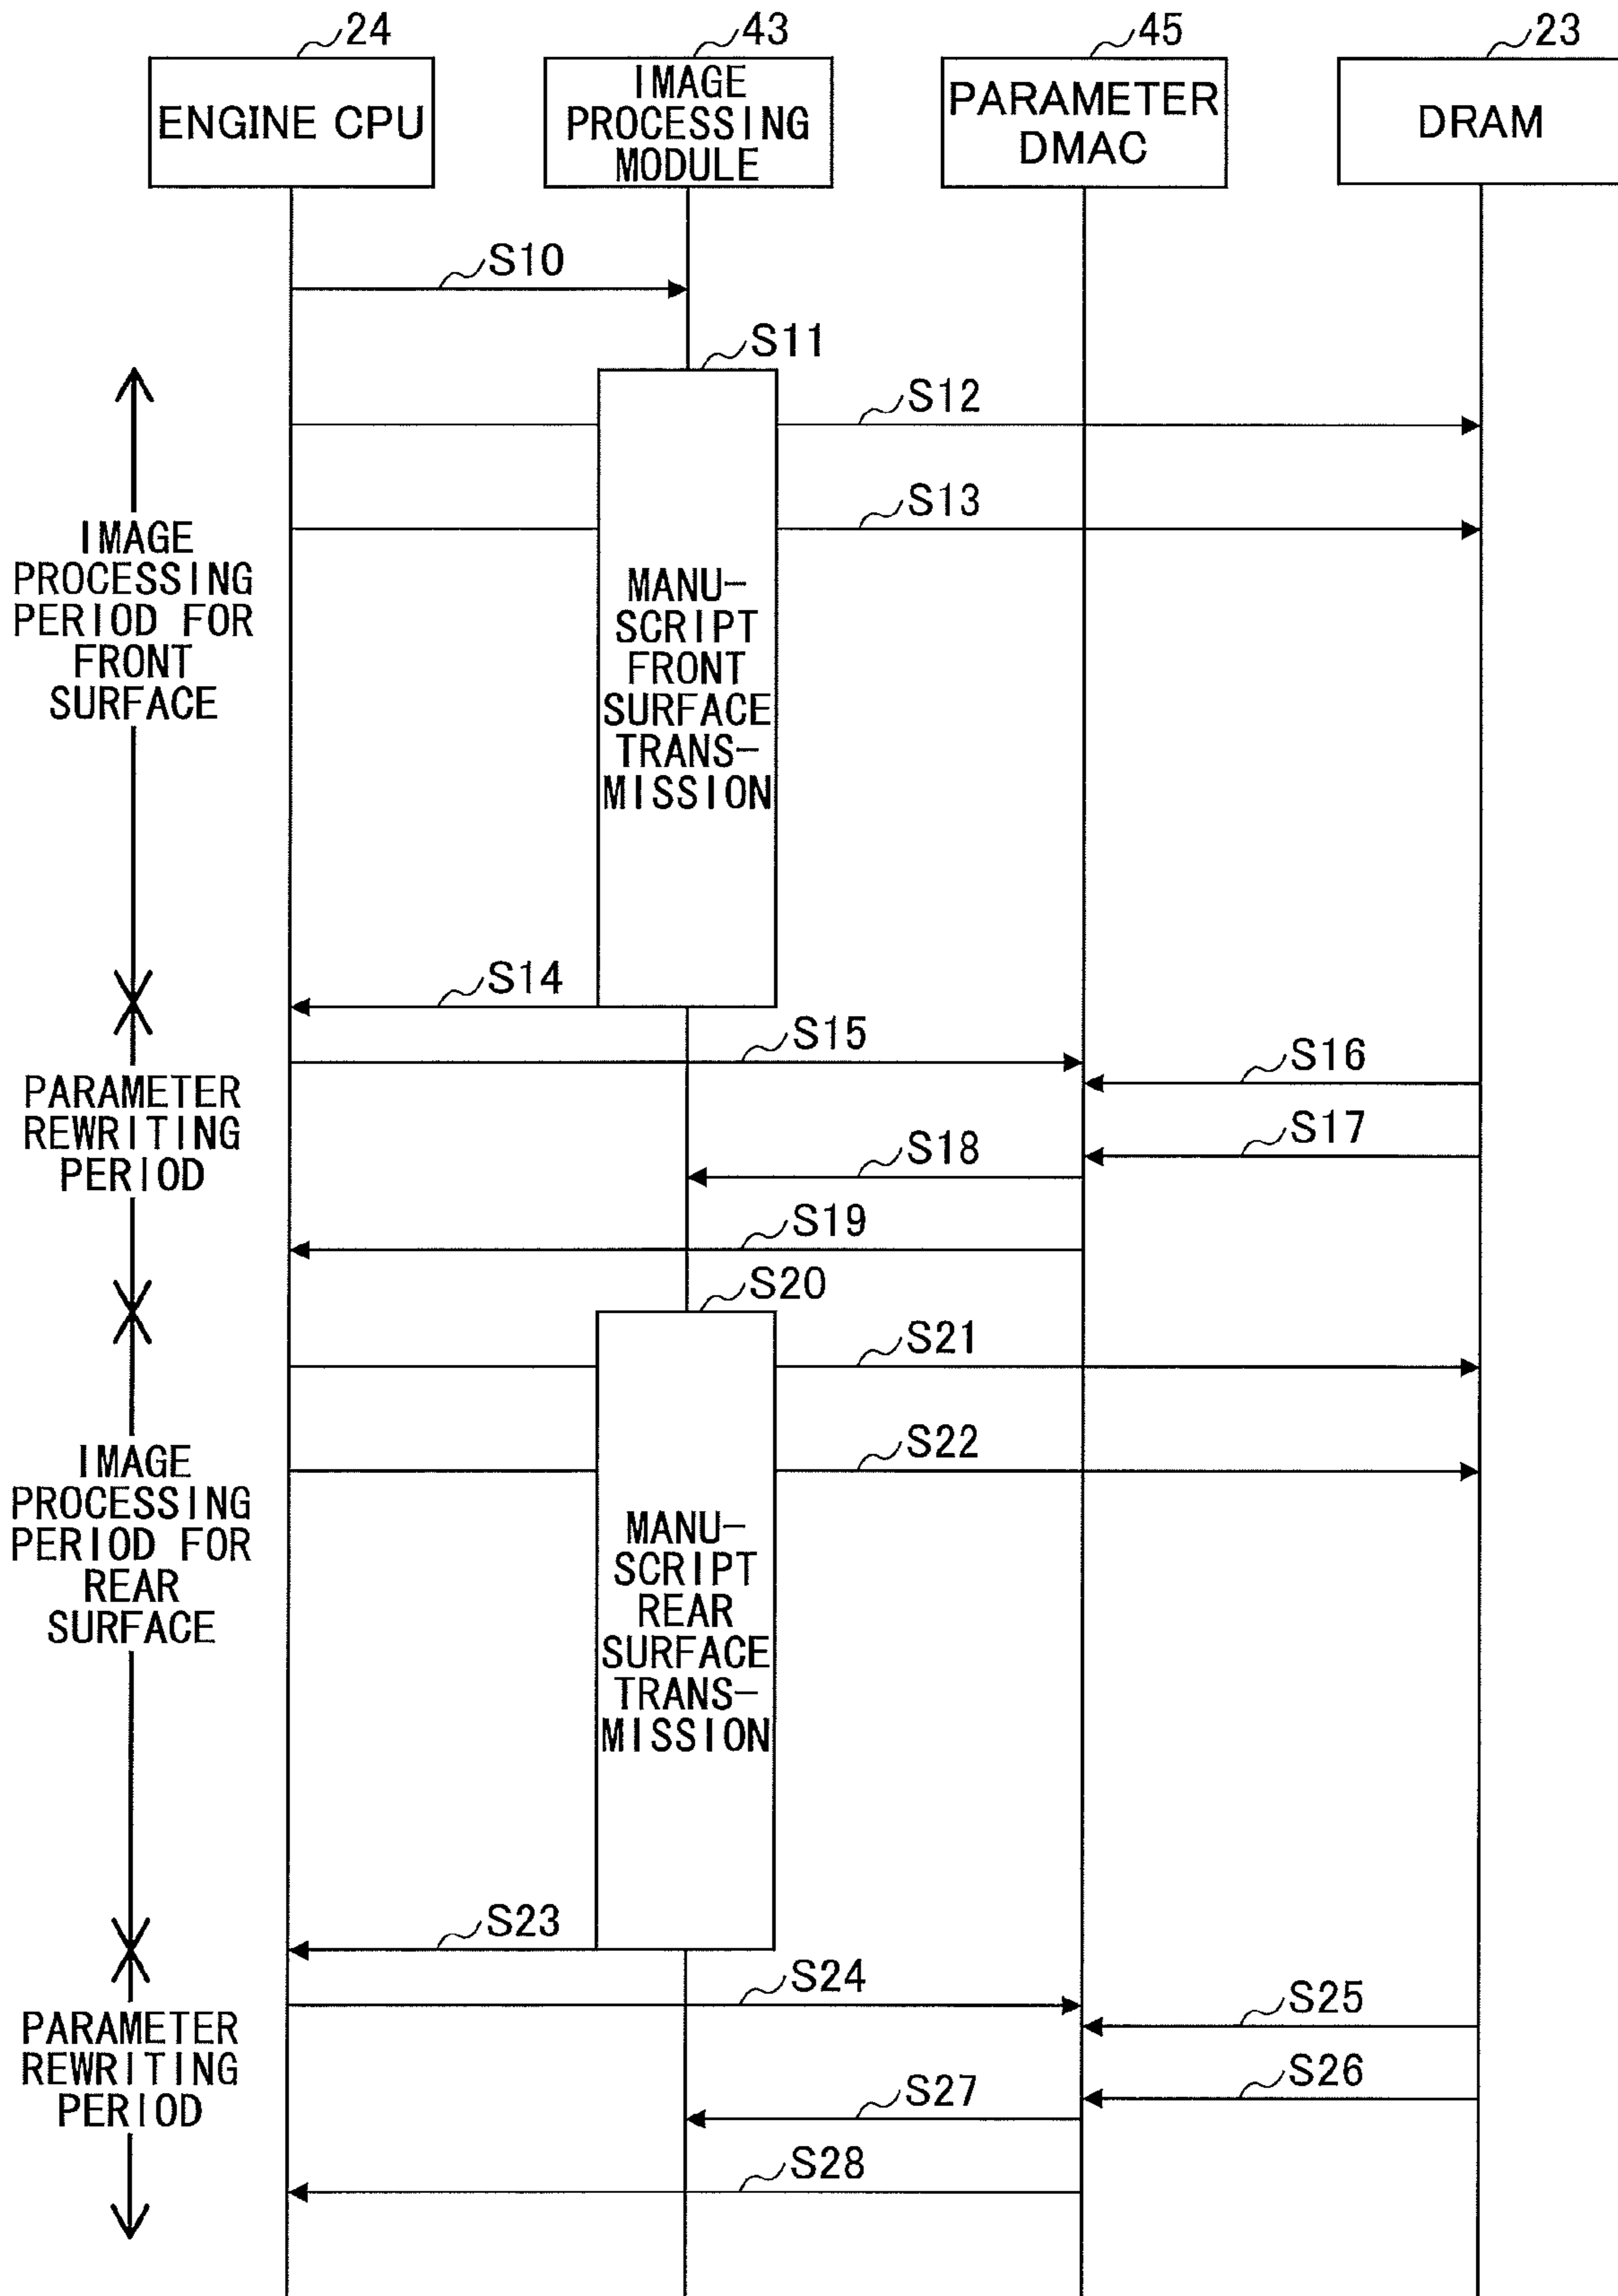 24
43
45
23
ENGINE CPU
IMAGE
PROCESSING
MODULE
PARAMETER
DMAC
DRAM
S10
S11
S12
S13
IMAGE
PROCESSING
PERIOD FOR
FRONT
SURFACE
MANU-
SCRIPT
FRONT
SURFACE
TRANS-
MISSION
S14
S15
S16
PARAMETER
REWRITING
PERIOD
S17
S18
S19
S20
S21
S22
IMAGE
PROCESSING
PERIOD FOR
REAR
SURFACE
MANU-
SCRIPT
REAR
SURFACE
TRANS-
MISSION
S23
S24
S25
PARAMETER
REWRITING
PERIOD
S26
S27
S28